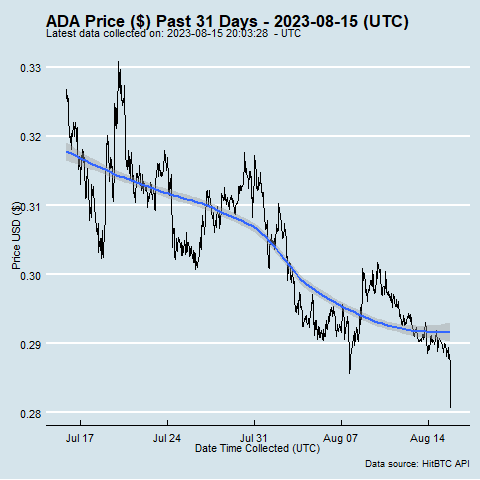 ADA Price ($) Past 31 Days - 2023-08-15 (UTC)
Latest data collected on: 2023-08-15 20:03:28 - UTC
Price USD ($)
0.33
0.32
0.31
0.30
0.29
0.28
Jul 17
Jul 24
Jul 31
Aug 07
Aug 14
Date Time Collected (UTC)
Data source: HitBTC API